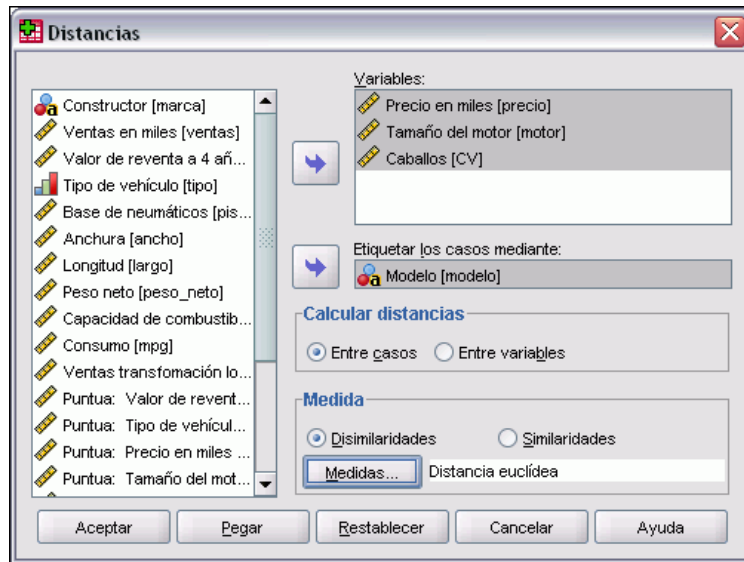 Distancias
Constructor [marca]
Ventas en miles [ventas]
Valor de reventa a 4 añ...
Tipo de vehículo [tipo]
Base de neumáticos [pis...
Anchura [ancho]
Longitud [largo]
Peso neto [peso_neto]
Capacidad de combustib...
Consumo [mpg]
Ventas transfomación lo...
Puntua: Valor de revent...
Puntua: Tipo de vehícul...
Puntua: Precio en miles ...
Puntua: Tamaño del mot...
Variables:
Precio en miles [precio]
Tamaño del motor [motor]
Caballos [CV]
Etiquetar los casos mediante:
Modelo [modelo]
Calcular distancias
Entre casos
Entre variables
Medida
Disimilaridades
Similaridades
Medidas...
Distancia euclídea
Aceptar
Pegar
Restablecer
Cancelar
Ayuda